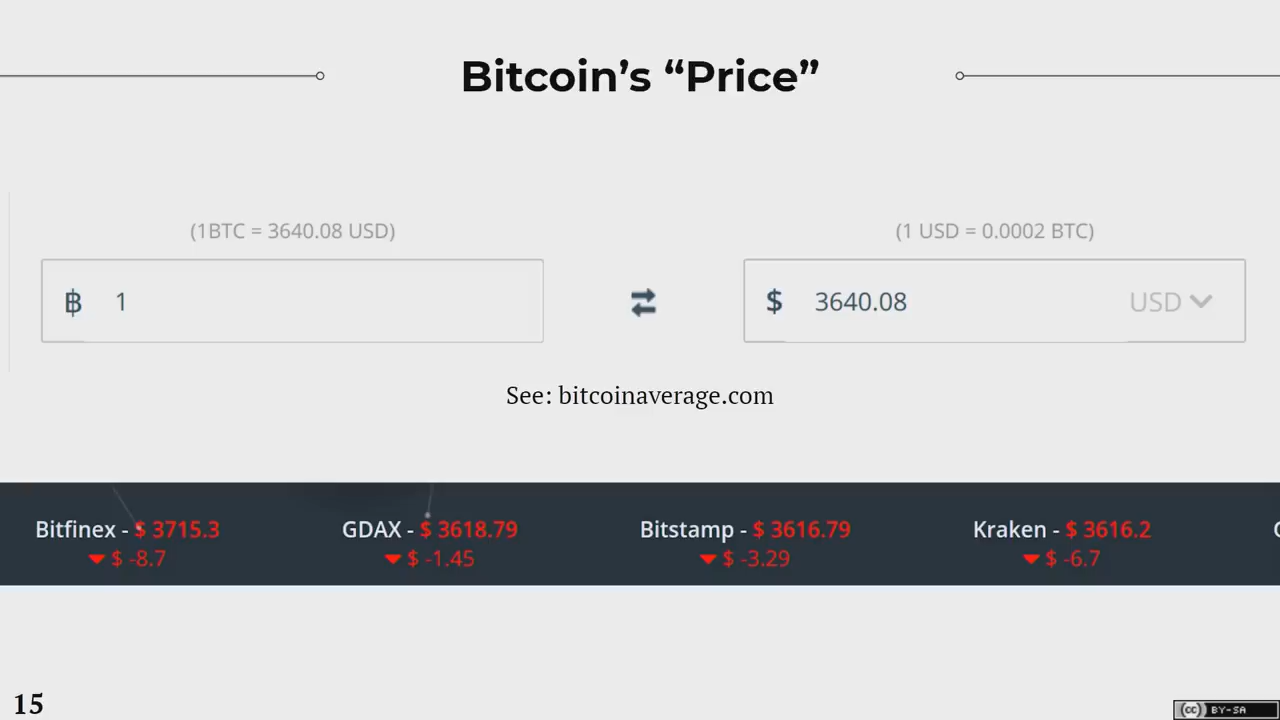 Bitcoin’s “Price”
(1BTC = 3640.08 USD)
(1 USD = 0.0002 BTC)
฿ 1
$ 3640.08 USD
See: bitcoinaverage.com
Bitfinex - $ 3715.3
$ -8.7
GDAX - $ 3618.79
$ -1.45
Bitstamp - $ 3616.79
$ -3.29
Kraken - $ 3616.2
$ -6.7
15
cc BY-SA